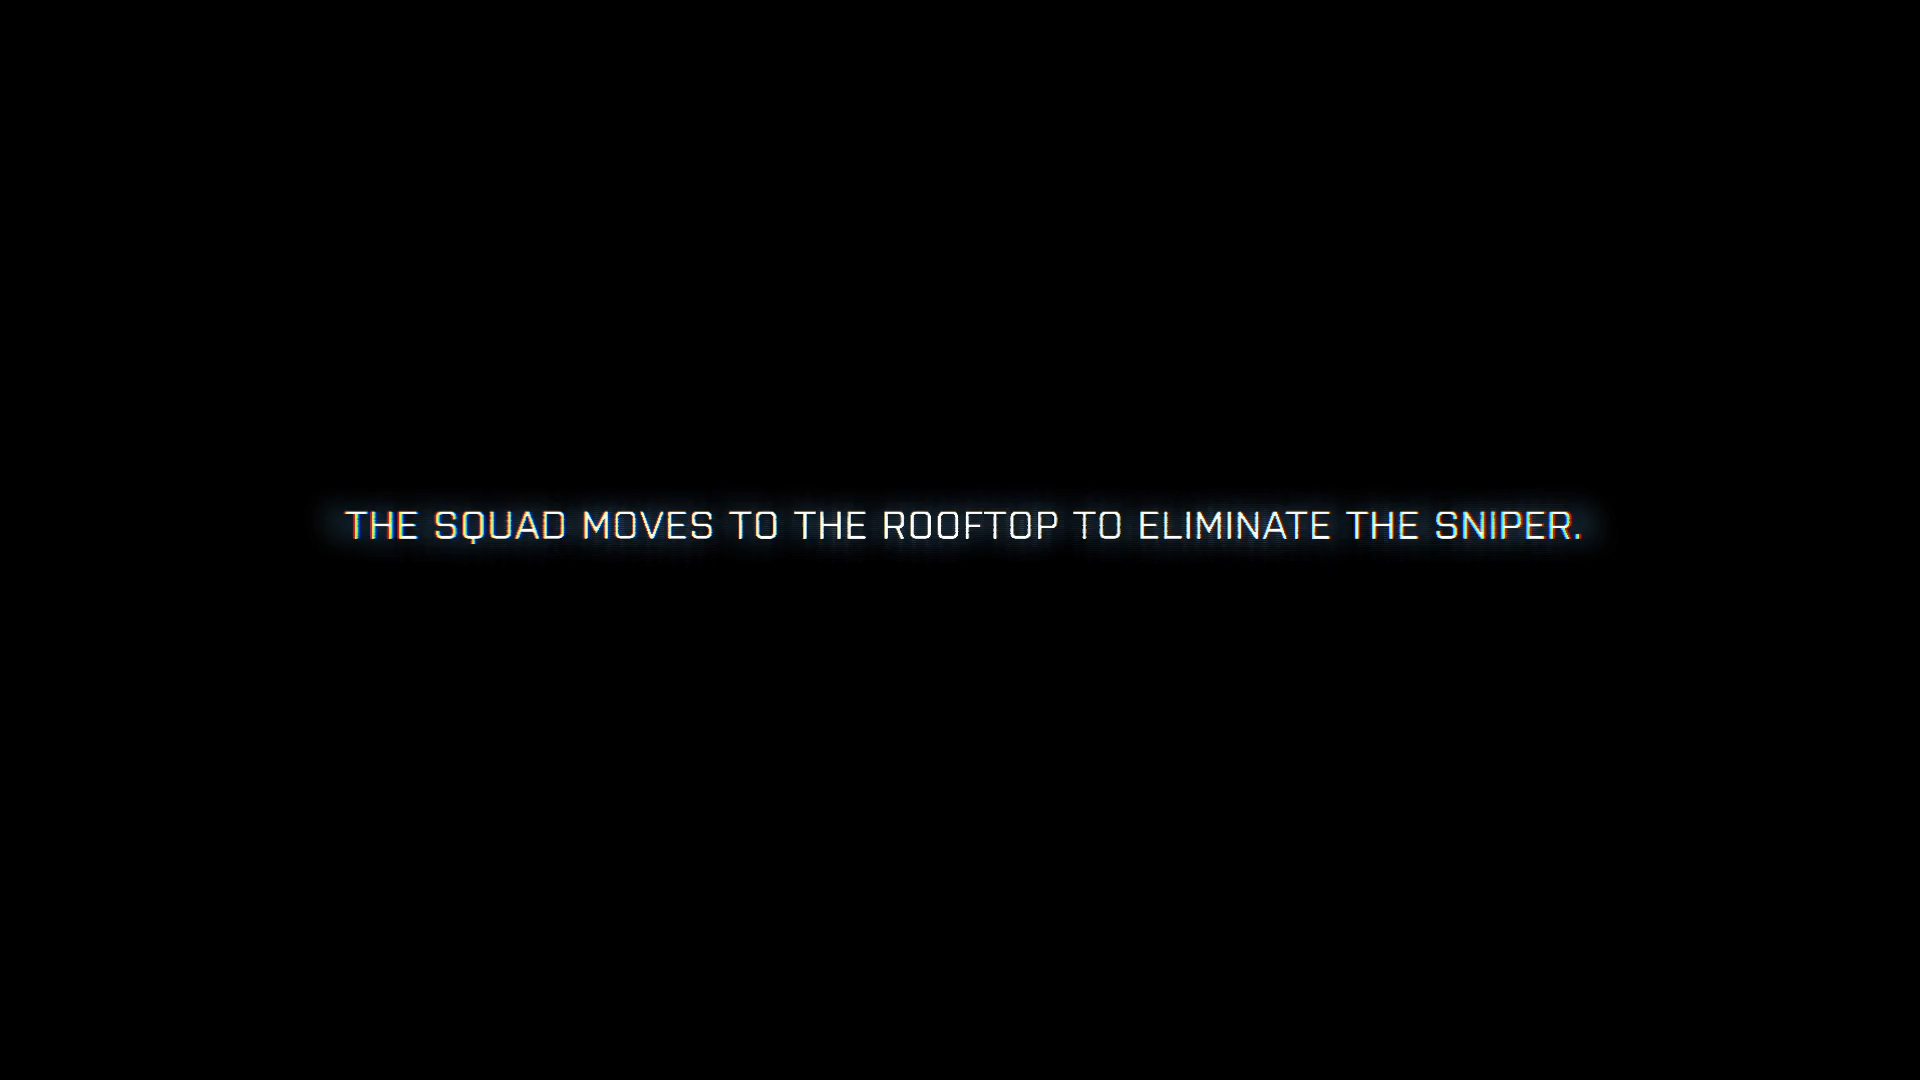 THE SQUAD MOVES TO THE ROOFTOP TO ELIMINATE THE SNIPER.